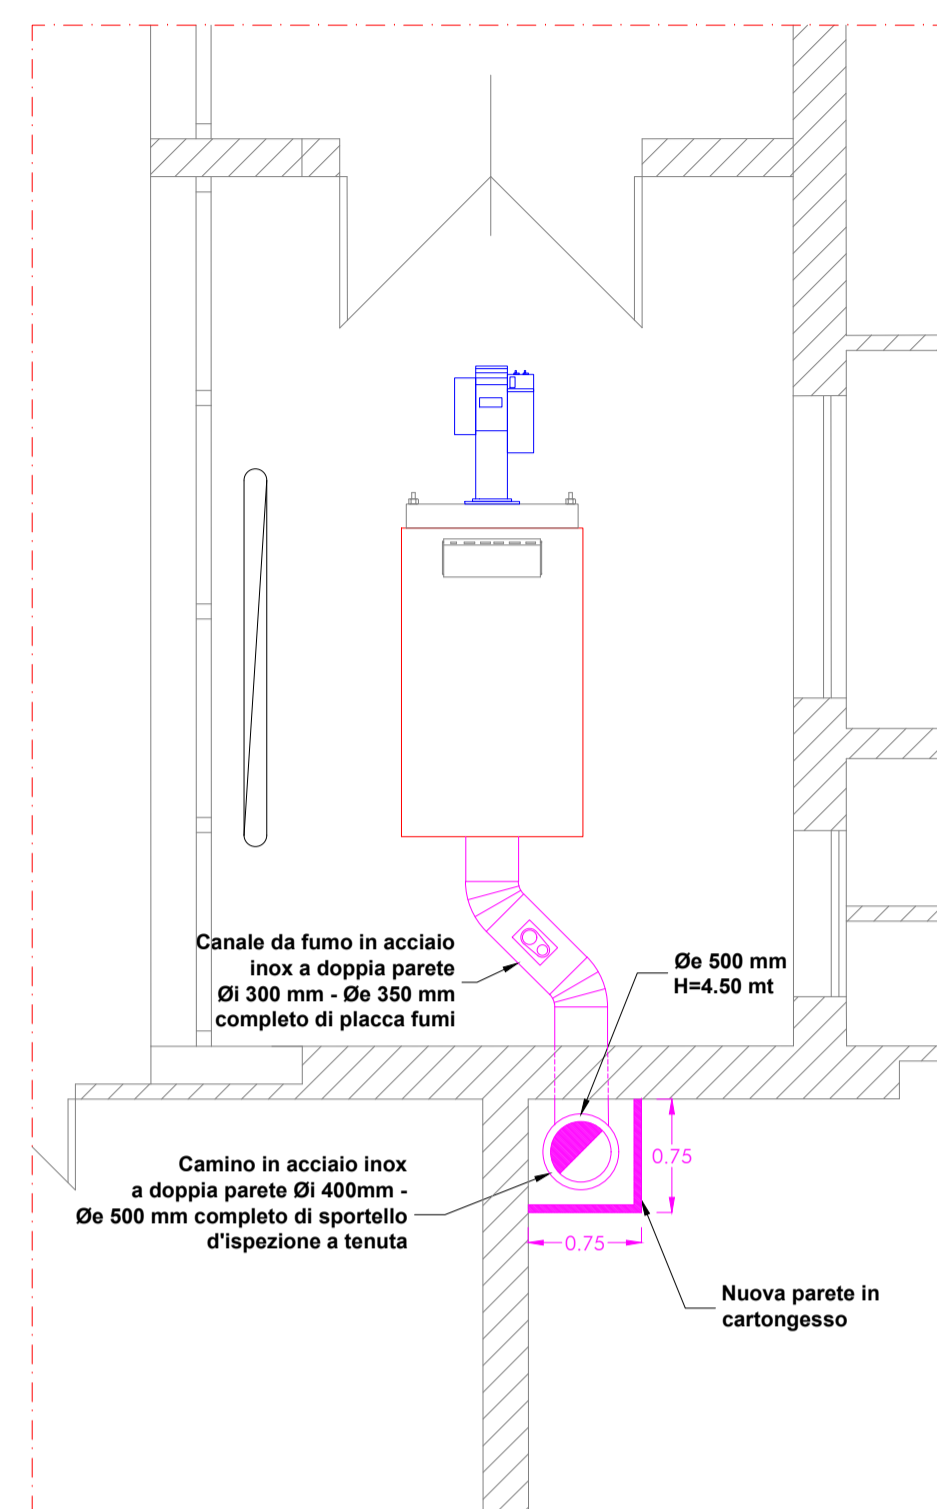 Canale da fumo in acciaio
inox a doppia parete
Øi 300 mm - Øe 350 mm
completo di placca fumi
Øe 500 mm
H=4.50 mt
Camino in acciaio inox
a doppia parete Øi 400mm -
Øe 500 mm completo di sportello
d'ispezione a tenuta
0.75
0.75
Nuova parete in
cartongesso